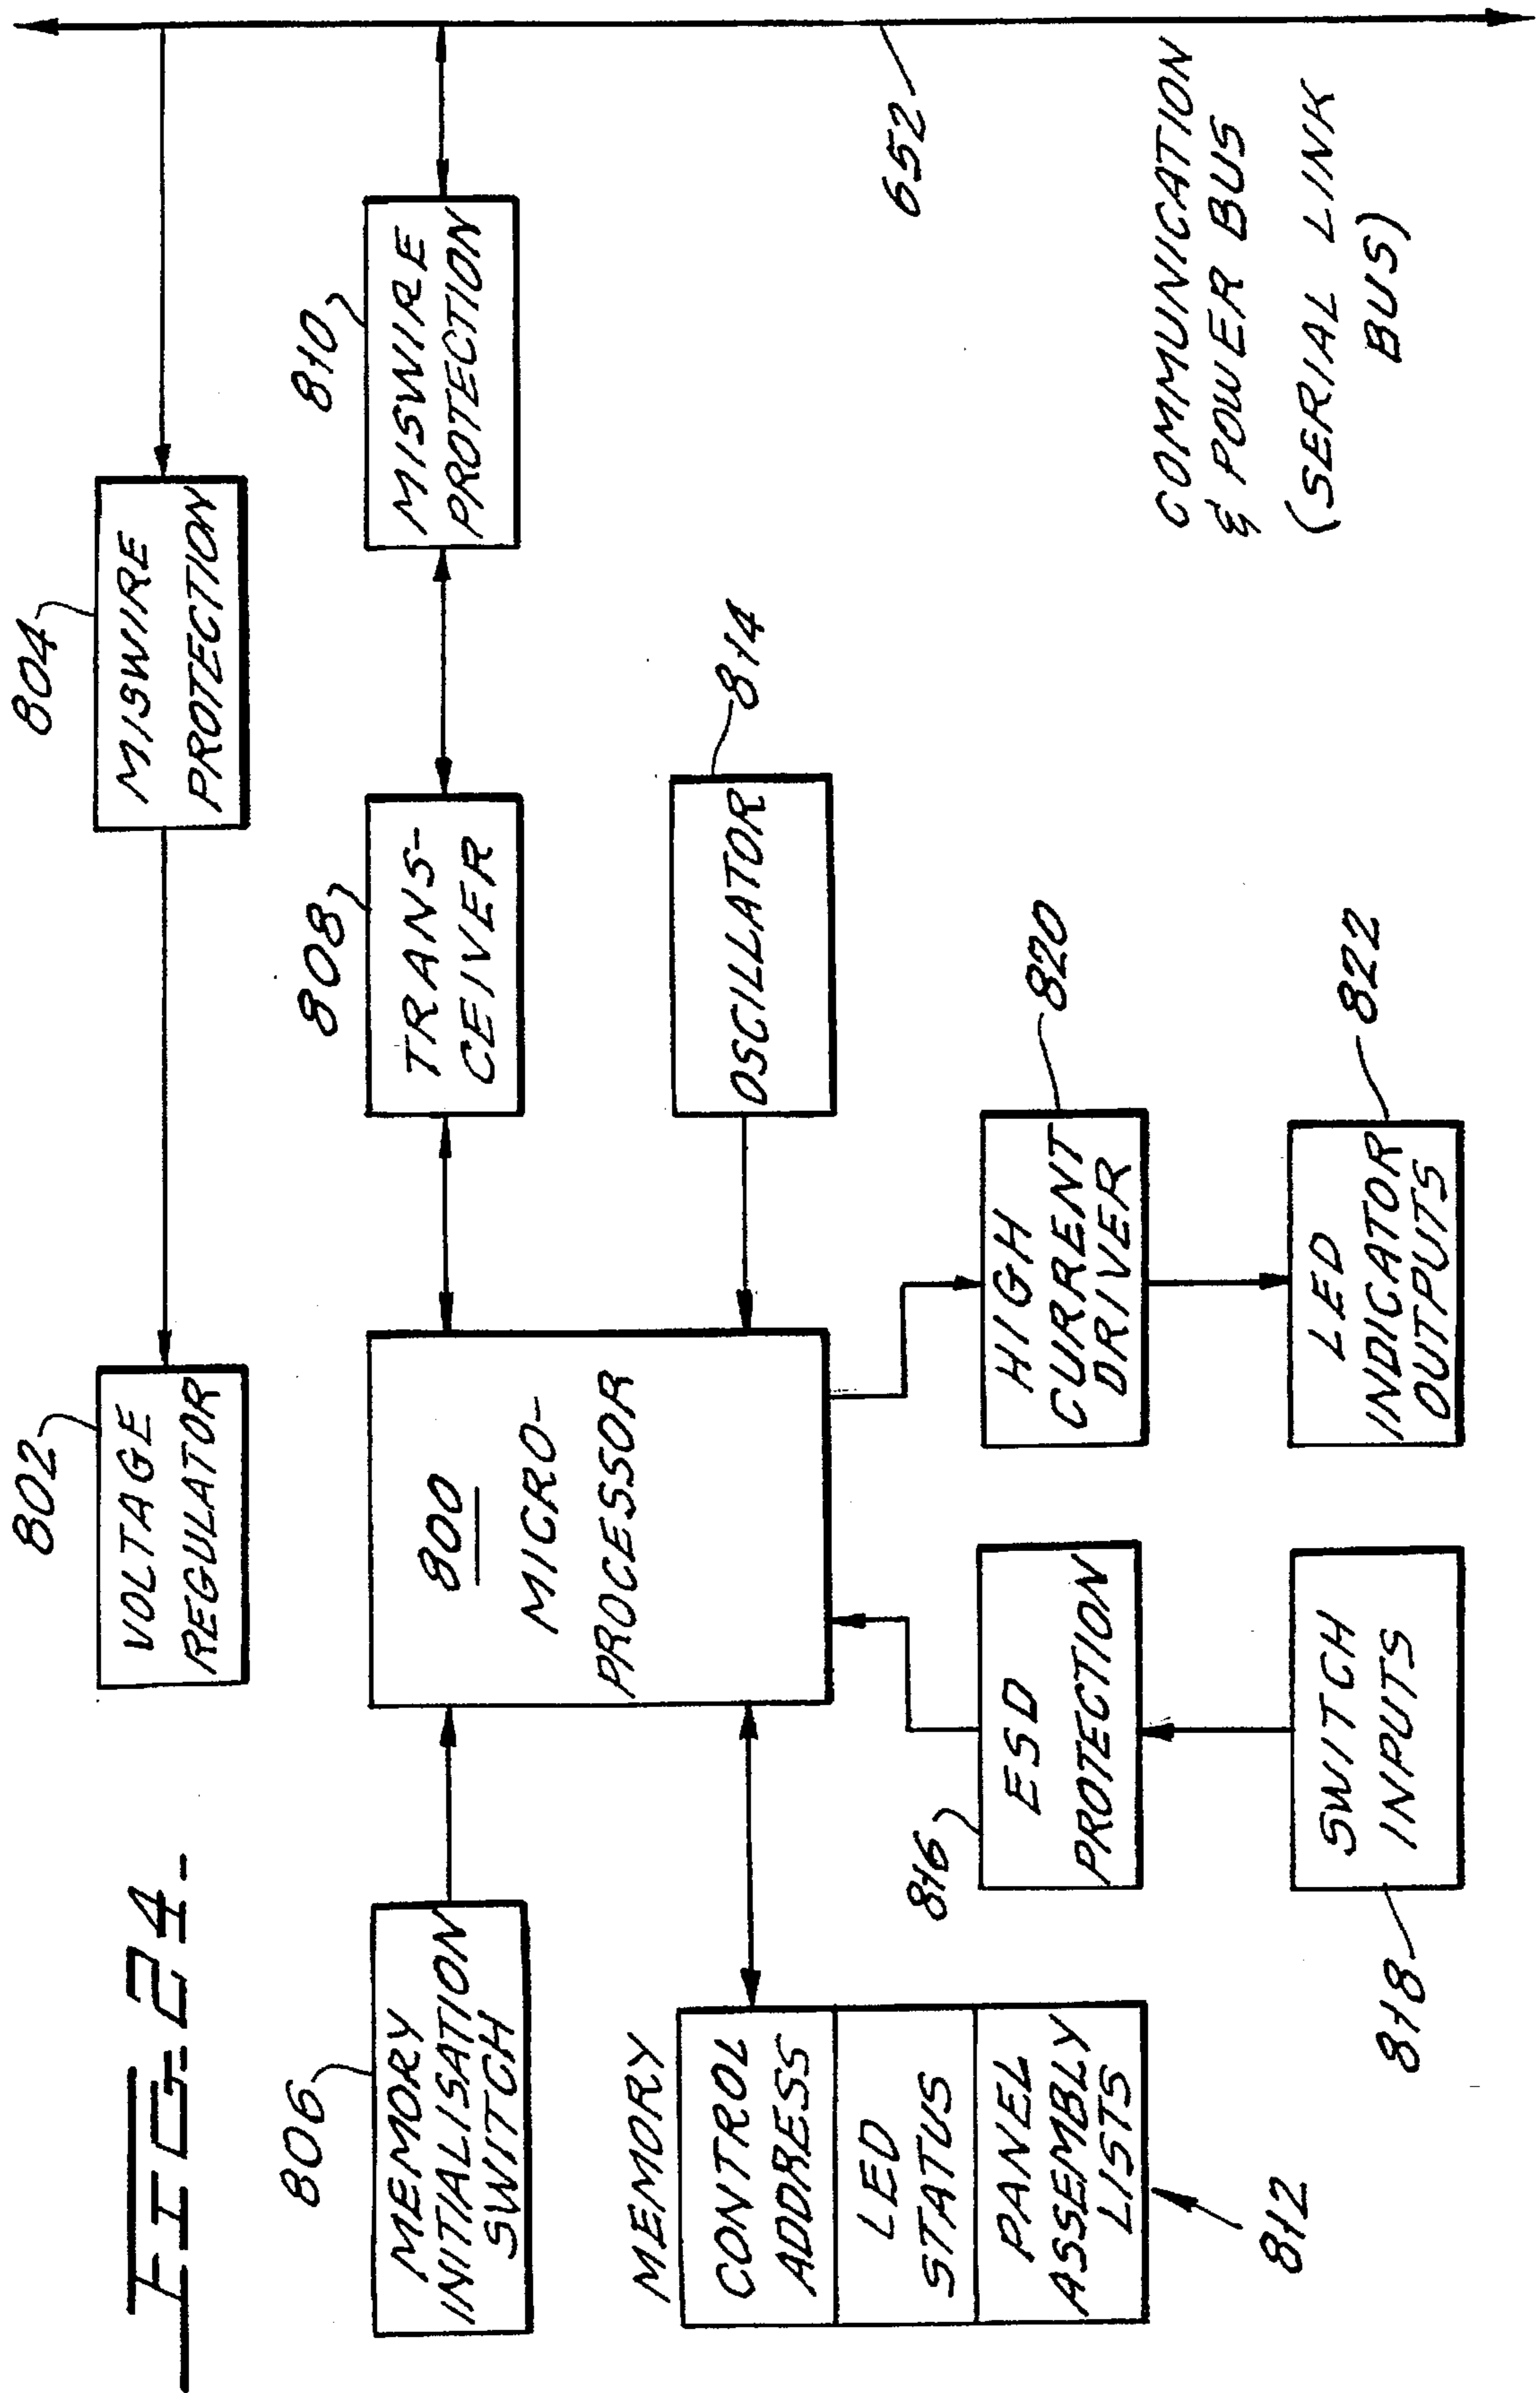 FIG. 24.
802
VOLTAGE
REGULATOR
804
MISWIRE
PROTECTION
806
MEMORY
INITIALISATION
SWITCH
800
MICRO-
PROCESSOR
808
TRANS-
CEIVER
810
MISWIRE
PROTECTION
MEMORY
CONTROL
ADDRESS
LED
STATUS
PANEL
ASSEMBLY
LISTS
812
OSCILLATOR
814
816
ESD
PROTECTION
HIGH
CURRENT
DRIVER
820
818
SWITCH
INPUTS
LED
INDICATOR
OUTPUTS
822
652
COMMUNICATION
& POWER BUS
(SERIAL LINK
BUS)